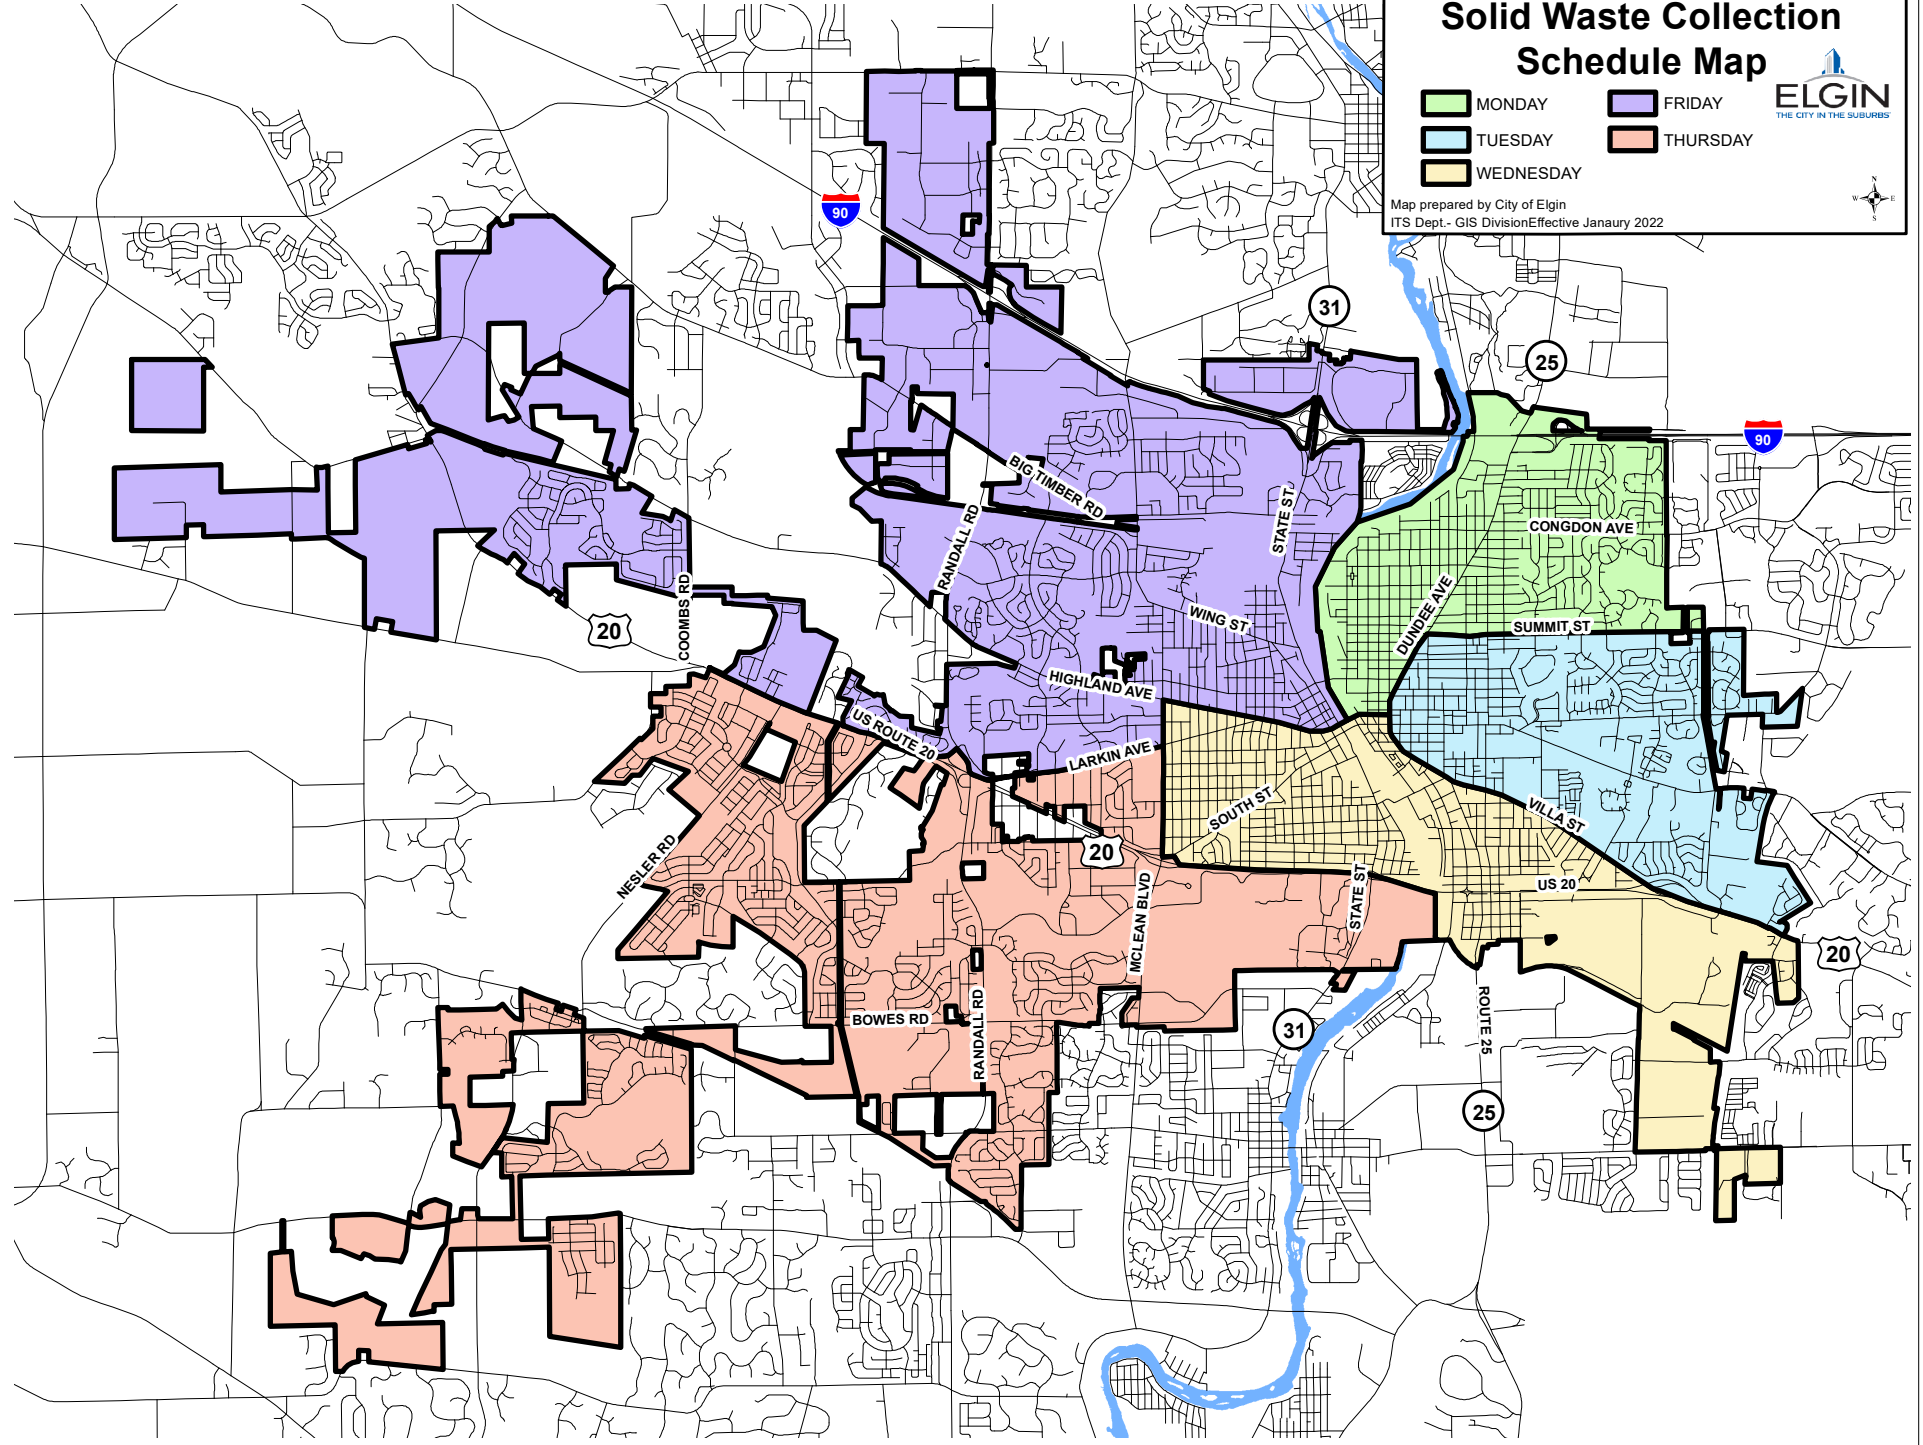 Solid Waste Collection
Schedule Map
ELGIN
THE CITY IN THE SUBURBS
MONDAY
FRIDAY
TUESDAY
THURSDAY
WEDNESDAY
N
W E
S
Map prepared by City of Elgin
ITS Dept.- GIS DivisionEffective Janaury 2022
90
31
25
90
BIG TIMBER RD
STATE ST
CONGDON AVE
RANDALL RD
COOMBS RD
20
WING ST
DUNDEE AVE
SUMMIT ST
HIGHLAND AVE
US ROUTE 20
LARKIN AVE
SOUTH ST
VILLA ST
20
NESLER RD
MCLEAN BLVD
STATE ST
US 20
20
BOWES RD
RANDALL RD
31
ROUTE 25
25